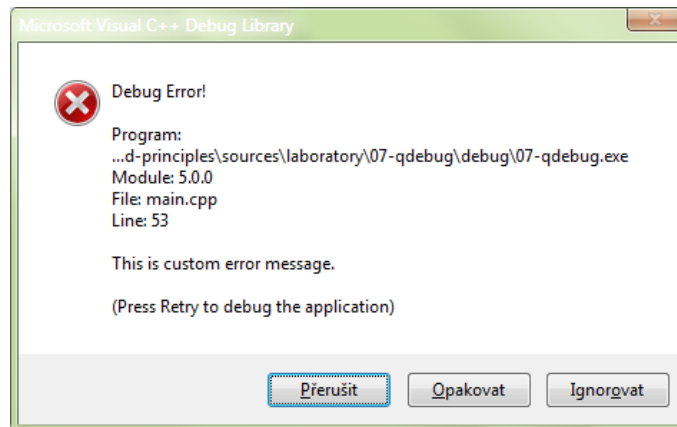 Microsoft Visual C++ Debug Library
Debug Error!
Program:
...d-principles\sources\laboratory\07-qdebug\debug\07-qdebug.exe
Module: 5.0.0
File: main.cpp
Line: 53
This is custom error message.
(Press Retry to debug the application)
Přerušit
Opakovat
Ignorovat